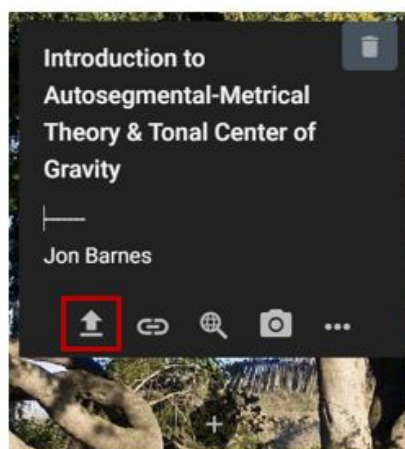 Introduction to
Autosegmental-Metrical
Theory & Tonal Center of
Gravity
Jon Barnes